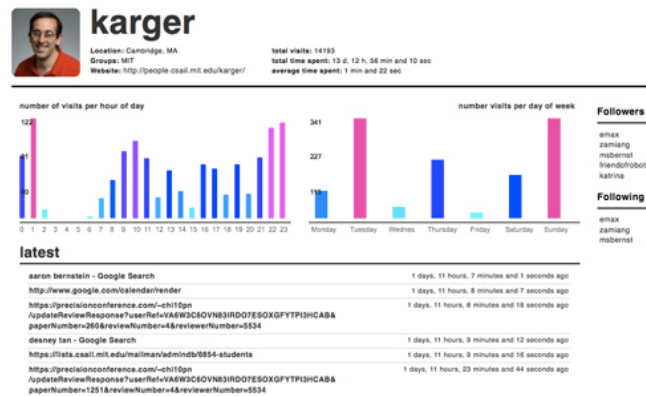 karger
Location: Cambridge, MA
Groups: MIT
Website: http://people.csail.mit.edu/karger/
total visits: 14193
total time spent: 13 d, 12 h, 56 min and 10 sec
average time spent: 1 min and 22 sec
number of visits per hour of day
122
0 1 2 3 4 5 6 7 8 9 10 11 12 13 14 15 16 17 18 19 20 21 22 23
number visits per day of week
341
227
Monday Tuesday Wednes Thursday Friday Saturday Sunday
Followers
emax
zamiang
msbernst
friendofrobots
katrina
Following
emax
zamiang
msbernst
latest
aaron bernstein - Google Search 1 days, 11 hours, 7 minutes and 1 seconds ago
http://www.google.com/calendar/render 1 days, 11 hours, 8 minutes and 7 seconds ago
https://precisionconference.com/~chi10pn 1 days, 11 hours, 8 minutes and 18 seconds ago
/updateReviewResponse?userRef=VA6W3C6OVN83IRDO7ESOXGFYTPI3HCAB&
paperNumber=260&reviewNumber=4&reviewerNumber=5534
desney tan - Google Search 1 days, 11 hours, 9 minutes and 12 seconds ago
https://lists.csail.mit.edu/mailman/admindb/6854-students 1 days, 11 hours, 9 minutes and 16 seconds ago
https://precisionconference.com/~chi10pn 1 days, 11 hours, 23 minutes and 44 seconds ago
/updateReviewResponse?userRef=VA6W3C6OVN83IRDO7ESOXGFYTPI3HCAB&
paperNumber=1251&reviewNumber=4&reviewerNumber=5534